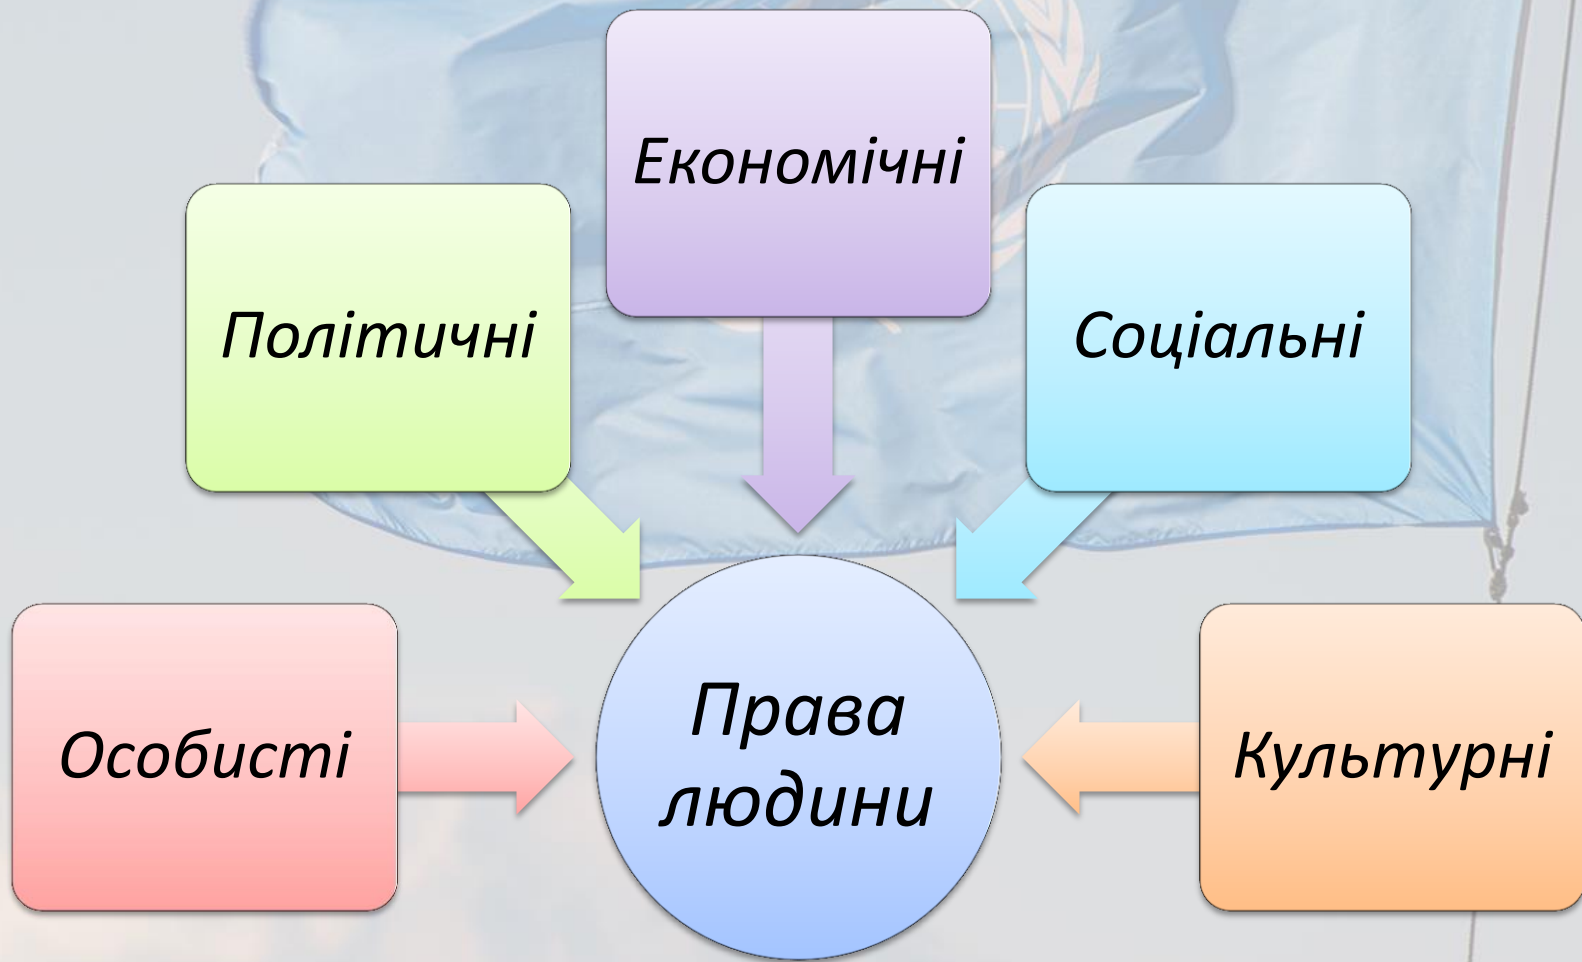 Економічні
Політичні
Соціальні
Особисті
Права
людини
Культурні